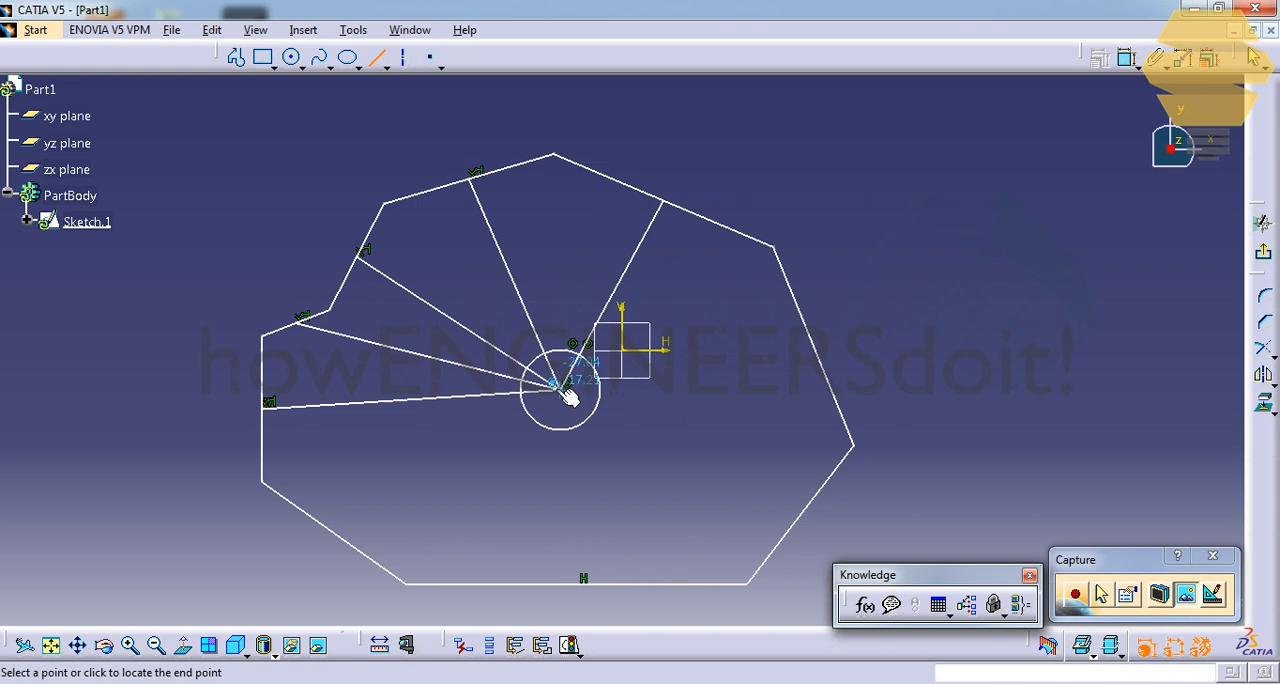 CATIA V5 - [Part1]
Start ENOVIA V5 VPM File Edit View Insert Tools Window Help
Part1
xy plane
yz plane
zx plane
PartBody
Sketch.1
y
z x
V
H
howENGINEERSdoit!
H
Knowledge
Capture
f(x)
CATIA
Select a point or click to locate the end point